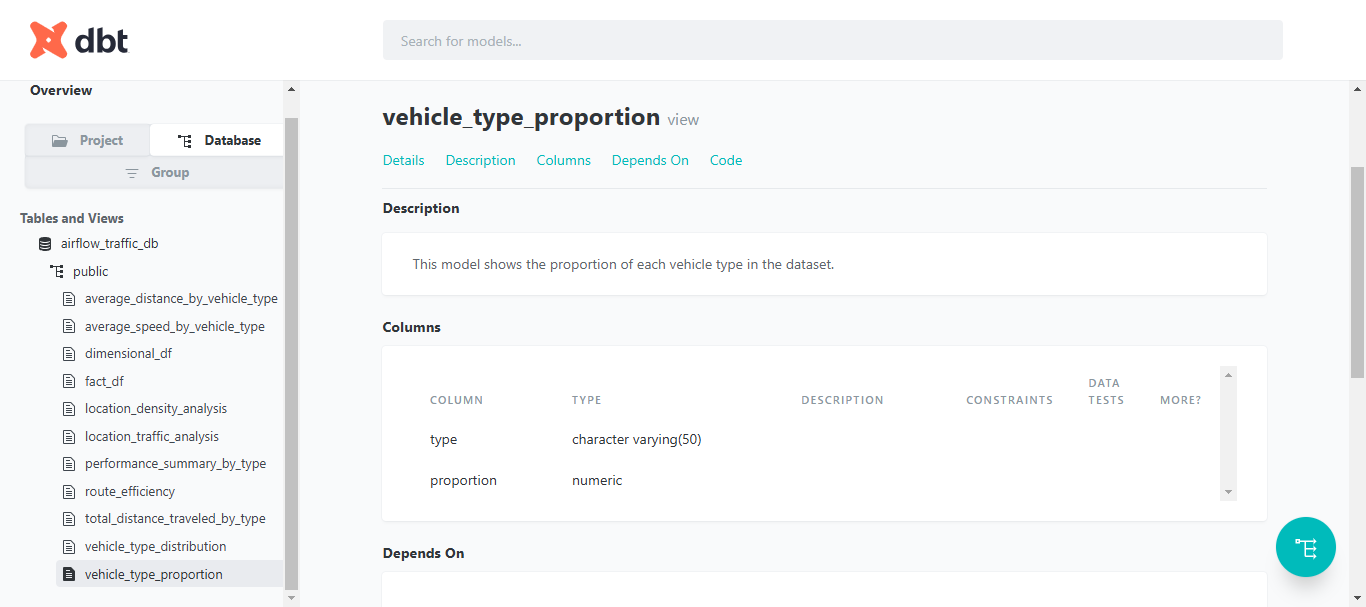 dbt
Search for models...
Overview
Project
Database
Group
Tables and Views
airflow_traffic_db
public
average_distance_by_vehicle_type
average_speed_by_vehicle_type
dimensional_df
fact_df
location_density_analysis
location_traffic_analysis
performance_summary_by_type
route_efficiency
total_distance_traveled_by_type
vehicle_type_distribution
vehicle_type_proportion
vehicle_type_proportion view
Details Description Columns Depends On Code
Description
This model shows the proportion of each vehicle type in the dataset.
Columns
COLUMN TYPE DESCRIPTION CONSTRAINTS DATA TESTS MORE?
type character varying(50)
proportion numeric
Depends On